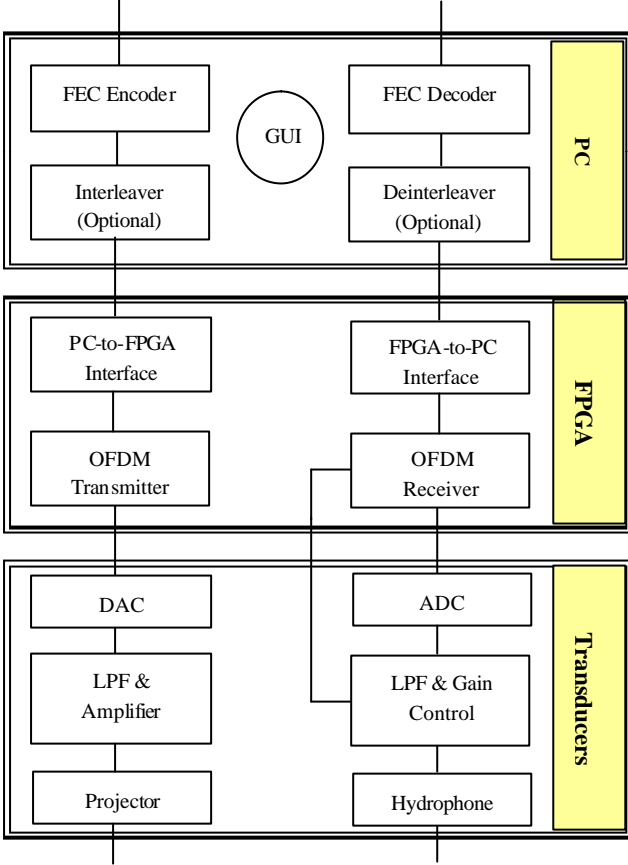 FEC Encoder
GUI
FEC Decoder
Interleaver
(Optional)
Deinterleaver
(Optional)
PC
PC-to-FPGA
Interface
FPGA-to-PC
Interface
OFDM
Transmitter
OFDM
Receiver
FPGA
DAC
ADC
LPF &
Amplifier
LPF & Gain
Control
Projector
Hydrophone
Transducers